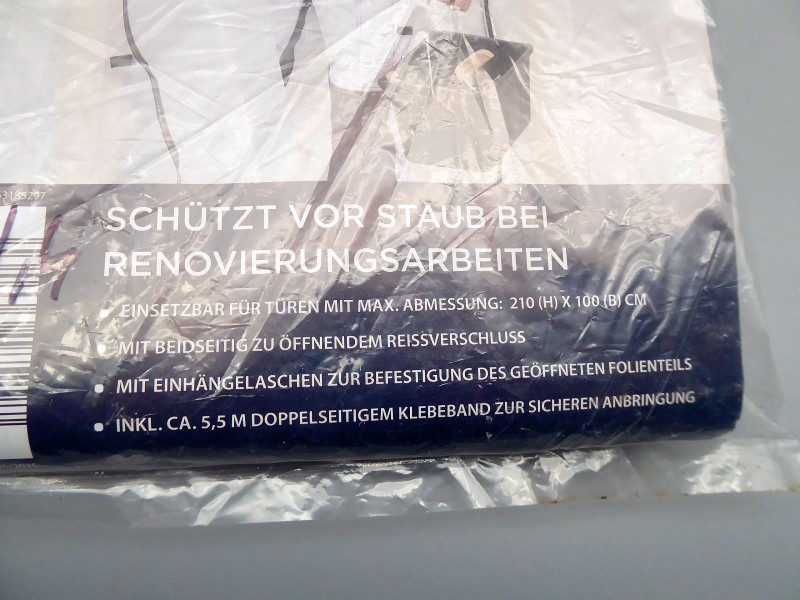 SCHÜTZT VOR STAUB BEI
RENOVIERUNGSARBEITEN
• EINSETZBAR FÜR TÜREN MIT MAX. ABMESSUNG: 210 (H) X 100 (B) CM
• MIT BEIDSEITIG ZU ÖFFNENDEM REISSVERSCHLUSS
• MIT EINHÄNGELASCHEN ZUR BEFESTIGUNG DES GEÖFFNETEN FOLIENTEILS
• INKL. CA. 5,5 M DOPPELSEITIGEM KLEBEBAND ZUR SICHEREN ANBRINGUNG